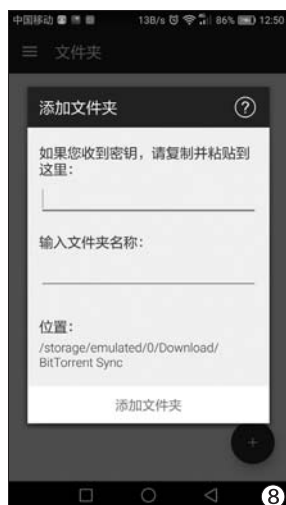 中国移动 13B/s 86% 12:50
文件夹
添加文件夹 ?
如果您收到密钥，请复制并粘贴到
这里：
输入文件夹名称：
位置：
/storage/emulated/0/Download/
BitTorrent Sync
添加文件夹
+
8